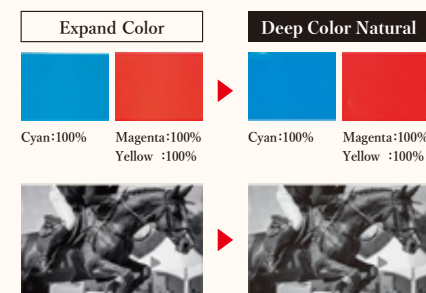 Expand Color
Deep Color Natural
Cyan:100%
Magenta:100%
Yellow :100%
Cyan:100%
Magenta:100%
Yellow :100%